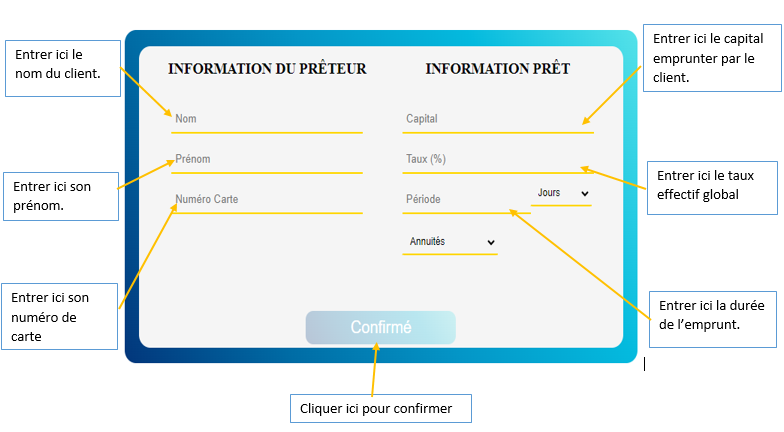 Entrer ici le
nom du client.
Entrer ici son
prénom.
Entrer ici son
numéro de
carte
INFORMATION DU PRÊTEUR
Nom
Prénom
Numéro Carte
INFORMATION PRÊT
Capital
Taux (%)
Période
Jours
Annuités
Confirmé
Entrer ici le capital
emprunter par le
client.
Entrer ici le taux
effectif global
Entrer ici la durée
de l’emprunt.
Cliquer ici pour confirmer